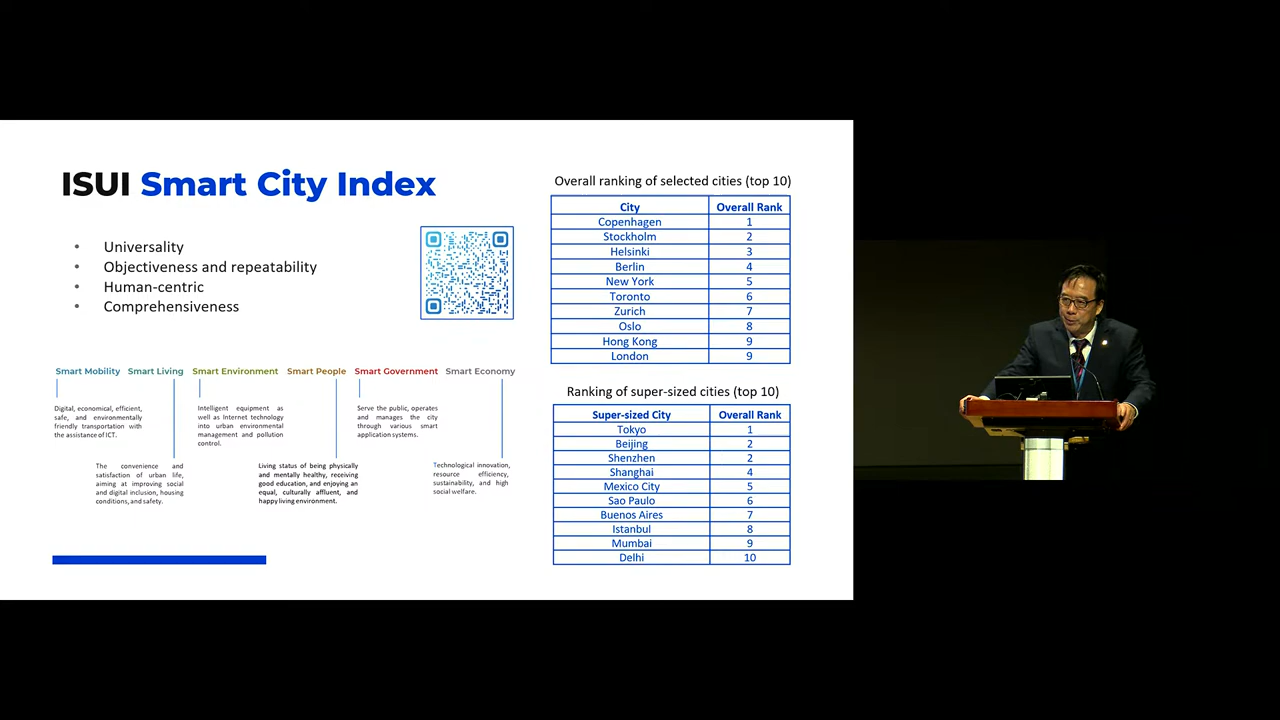 ISUI Smart City Index
• Universality
• Objectiveness and repeatability
• Human-centric
• Comprehensiveness
Smart Mobility Smart Living Smart Environment Smart People Smart Government Smart Economy
Digital, economical, efficient,
safe, and environmentally
friendly transportation with
the assistance of ICT.
The convenience and
satisfaction of urban life,
aiming at improving social
and digital inclusion, housing
conditions, and safety.
Intelligent equipment as
well as Internet technology
into urban environmental
management and pollution
control.
Living status of being physically
and mentally healthy, receiving
good education, and enjoying an
equal, culturally affluent, and
happy living environment.
Serve the public, operates
and manages the city
through various smart
application systems.
Technological innovation,
resource efficiency,
sustainability, and high
social welfare.
Overall ranking of selected cities (top 10)
City Overall Rank
Copenhagen 1
Stockholm 2
Helsinki 3
Berlin 4
New York 5
Toronto 6
Zurich 7
Oslo 8
Hong Kong 9
London 9
Ranking of super-sized cities (top 10)
Super-sized City Overall Rank
Tokyo 1
Beijing 2
Shenzhen 2
Shanghai 4
Mexico City 5
Sao Paulo 6
Buenos Aires 7
Istanbul 8
Mumbai 9
Delhi 10